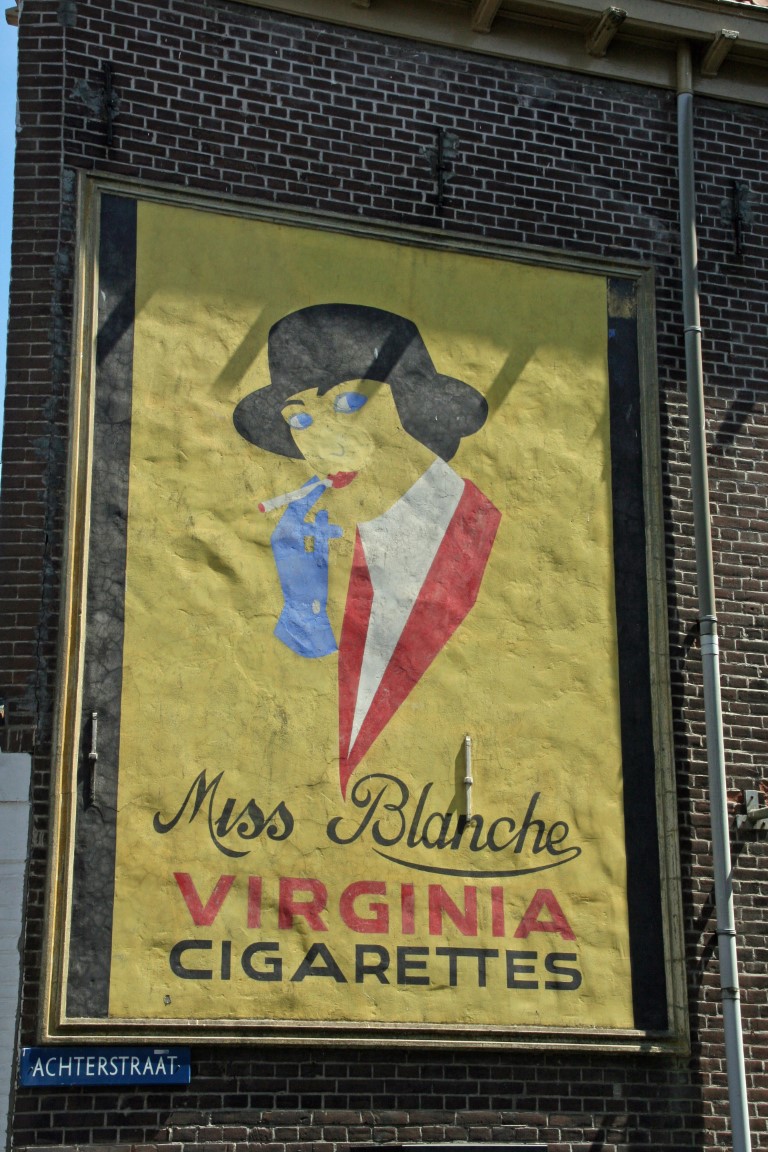 Miss Blanche
VIRGINIA
CIGARETTES
ACHTERSTRAAT